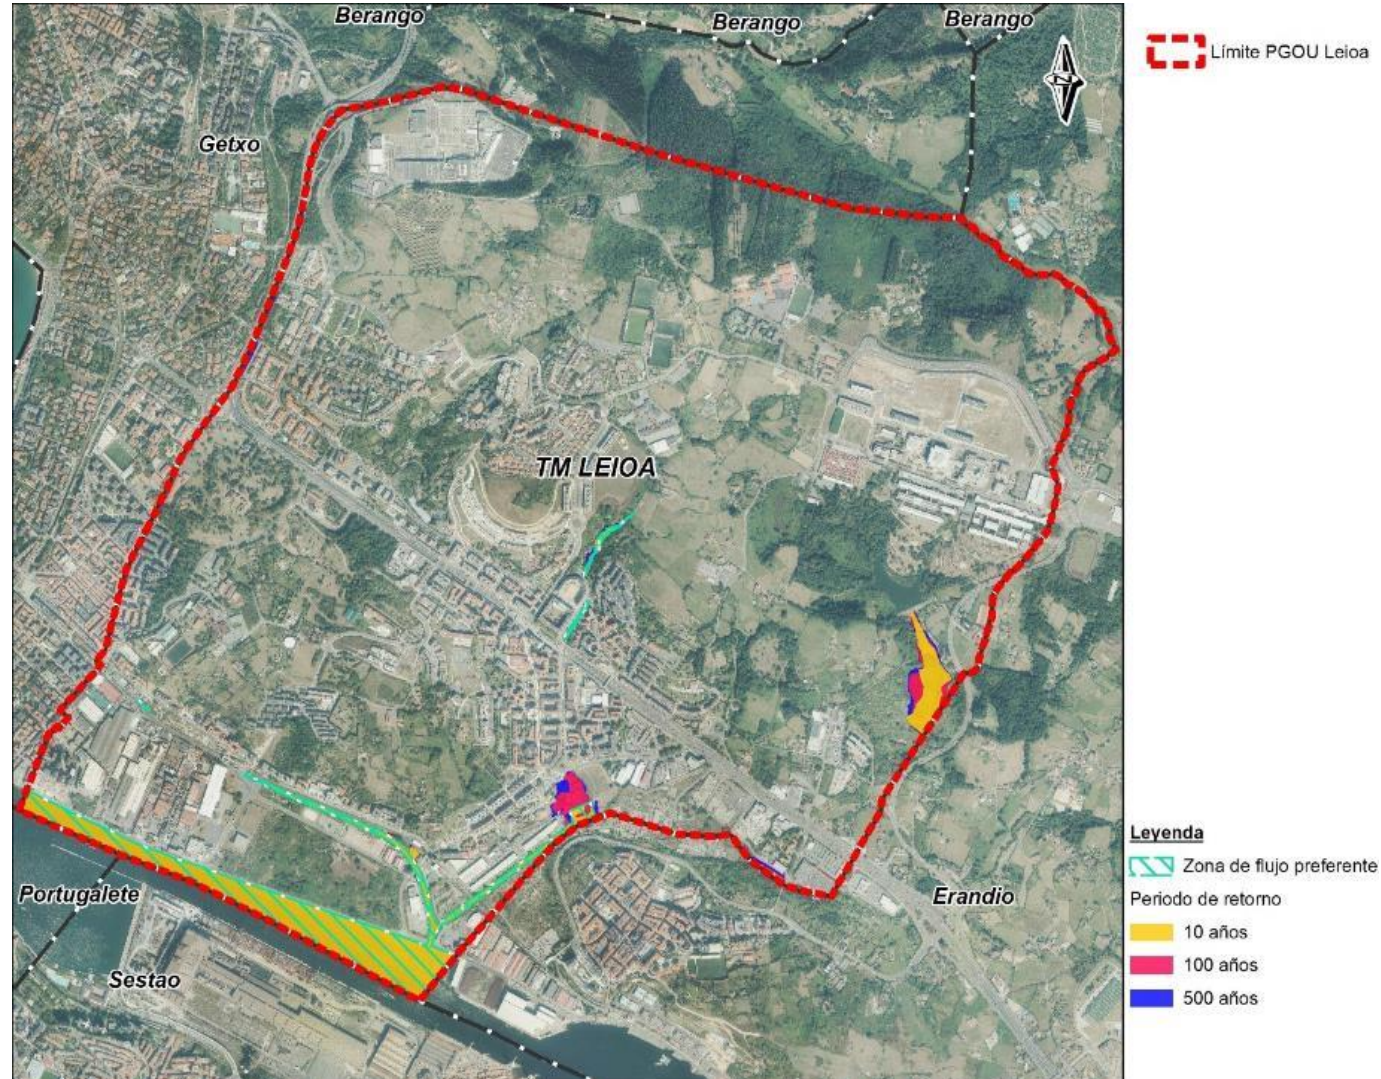 Berango
Berango
Berango
Límite PGOU Leioa
N
Getxo
TM LEIOA
Portugalete
Erandio
Sestao
Leyenda
Zona de flujo preferente
Periodo de retorno
10 años
100 años
500 años